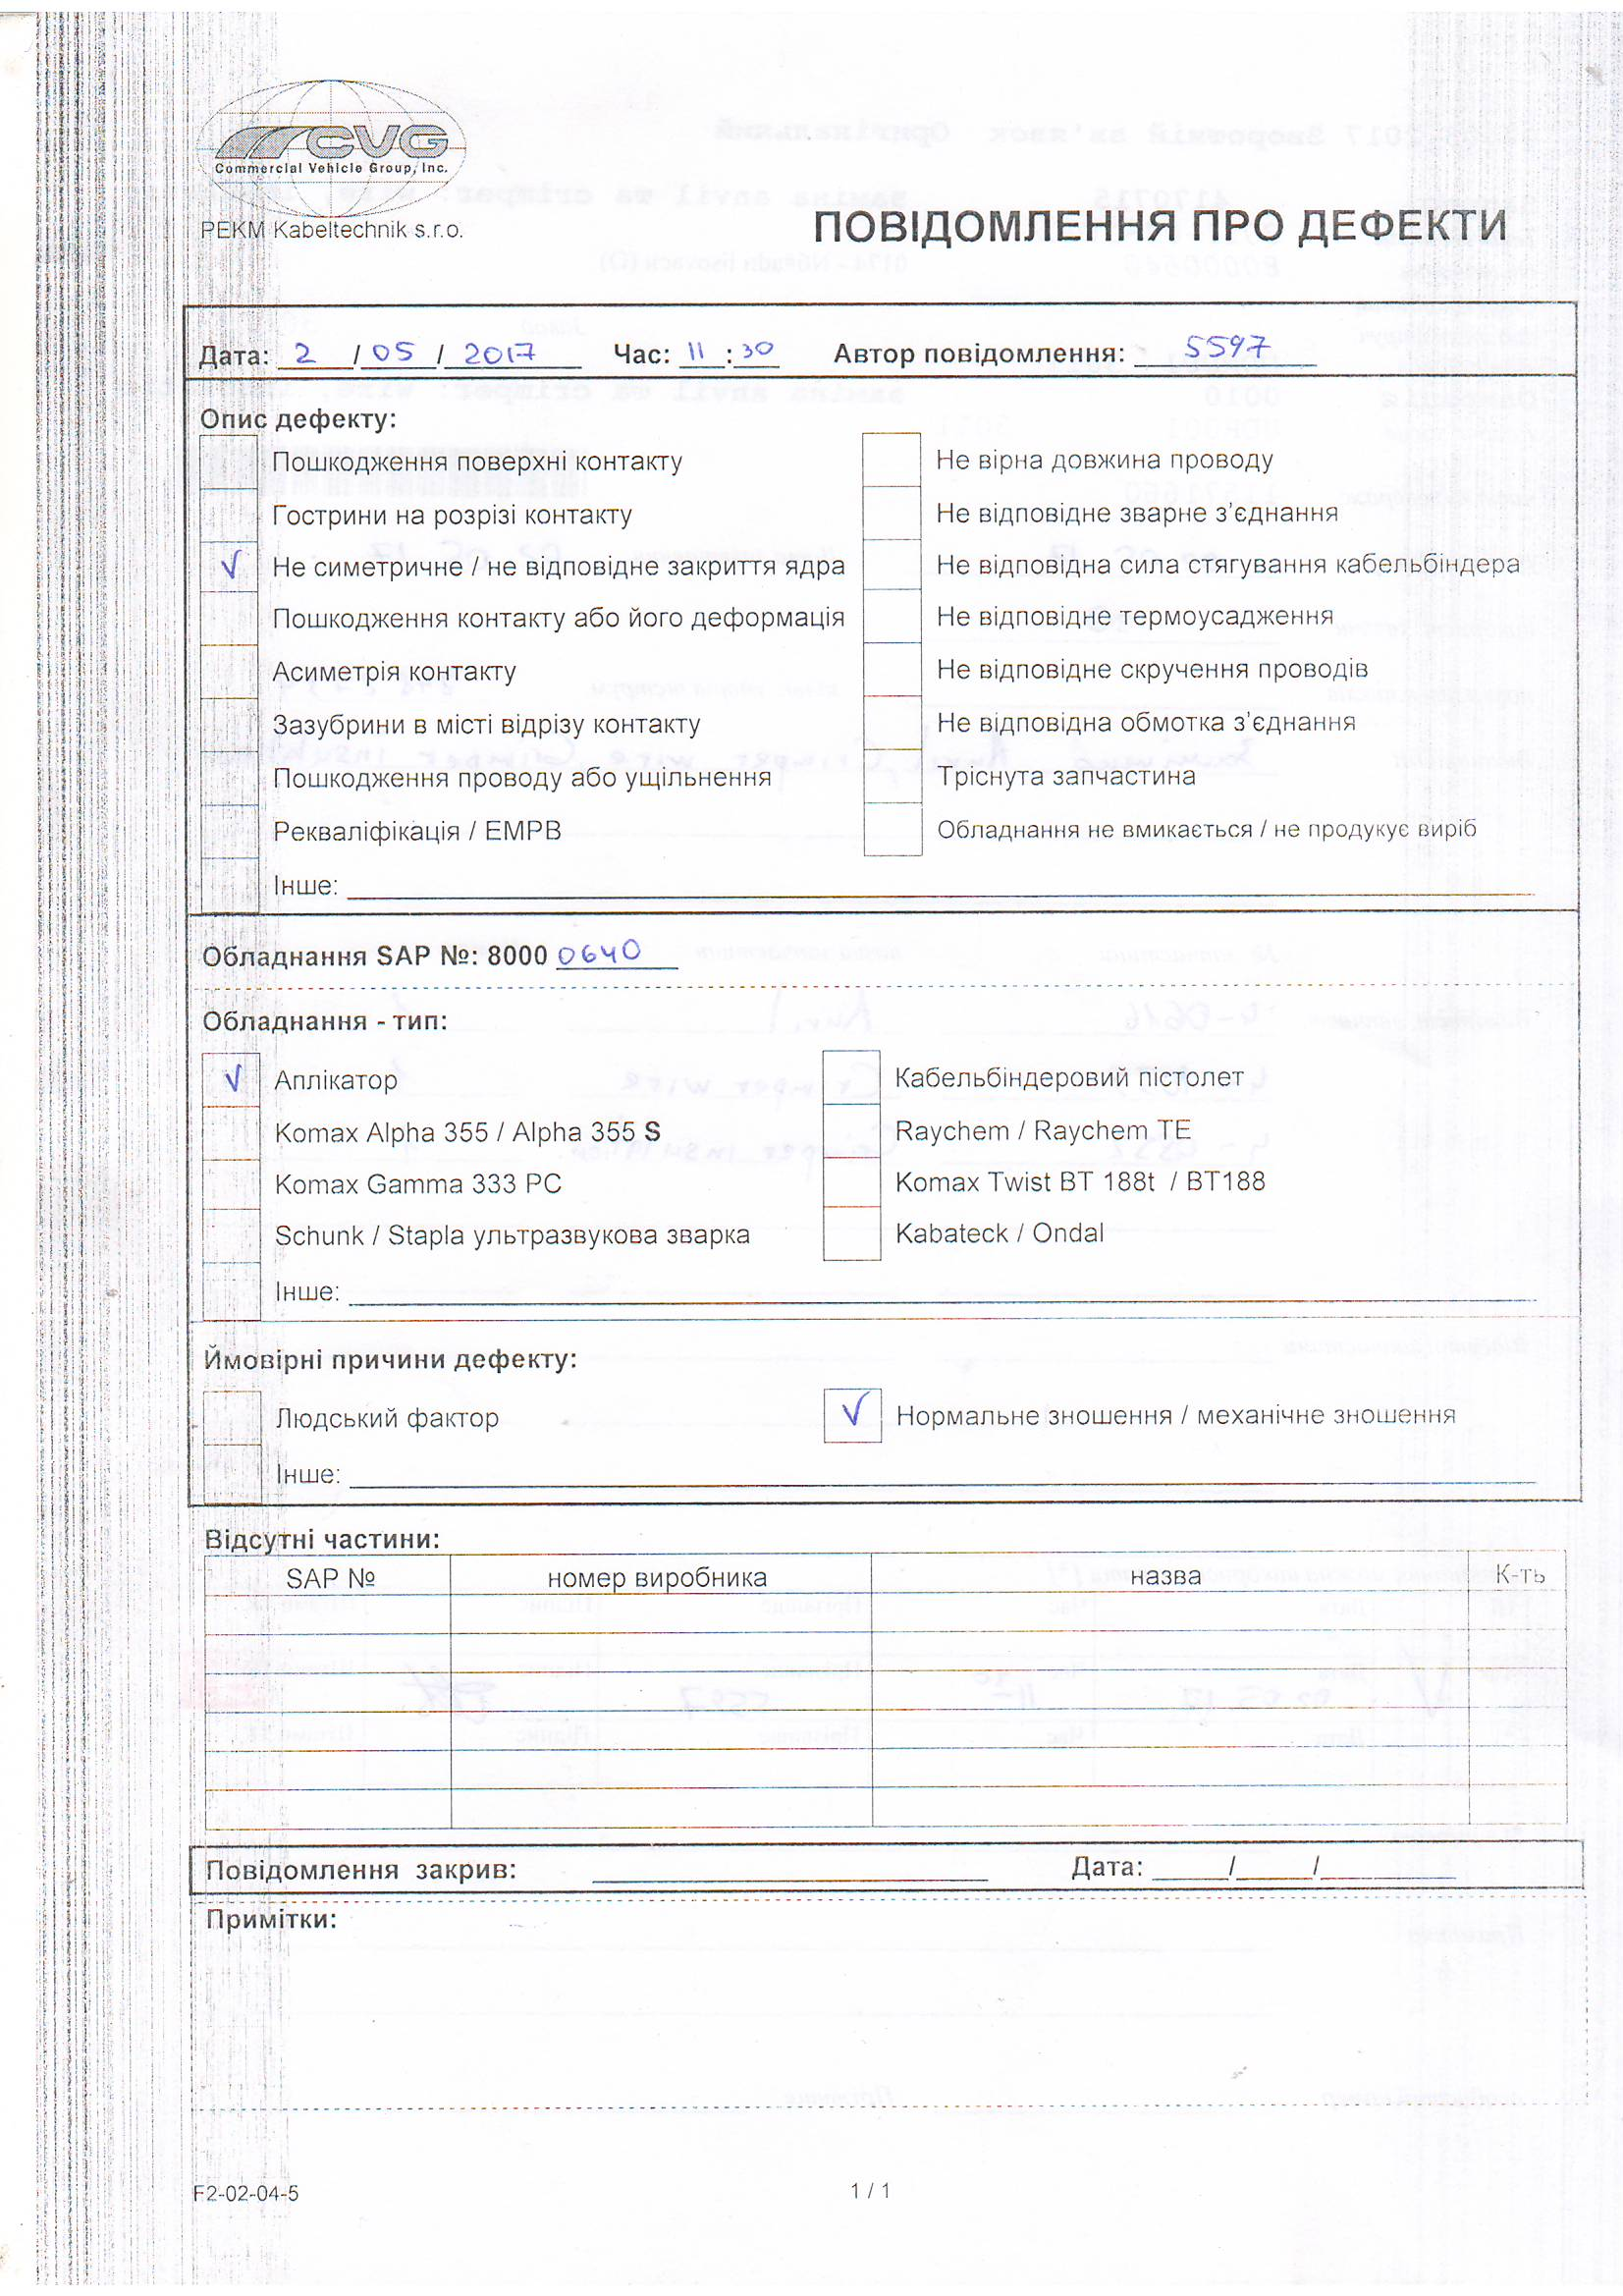 CVG
Commercial Vehicle Group, Inc.
PEKM Kabeltechnik s.r.o.
ПОВІДОМЛЕННЯ ПРО ДЕФЕКТИ
Дата: 2 / 05 / 2017 Час: 11 : 30 Автор повідомлення: 5597
Опис дефекту:
Пошкодження поверхні контакту Не вірна довжина проводу
Гострини на розрізі контакту Не відповідне зварне з’єднання
√ Не симетричне / не відповідне закриття ядра Не відповідна сила стягування кабельбіндера
Пошкодження контакту або його деформація Не відповідне термоусадження
Асиметрія контакту Не відповідне скручення проводів
Зазубрини в місті відрізу контакту Не відповідна обмотка з’єднання
Пошкодження проводу або ущільнення Тріснута запчастина
Рекваліфікація / EMPB Обладнання не вмикається / не продукує виріб
Інше:
Обладнання SAP №: 8000 0640
Обладнання - тип:
√ Аплікатор Кабельбіндеровий пістолет
Komax Alpha 355 / Alpha 355 S Raychem / Raychem TE
Komax Gamma 333 PC Komax Twist BT 188t / BT188
Schunk / Stapla ультразвукова зварка Kabateck / Ondal
Інше:
Ймовірні причини дефекту:
Людський фактор √ Нормальне зношення / механічне зношення
Інше:
Відсутні частини:
SAP № номер виробника назва К-ть
Повідомлення закрив: Дата: / /
Примітки:
F2-02-04-5 1 / 1